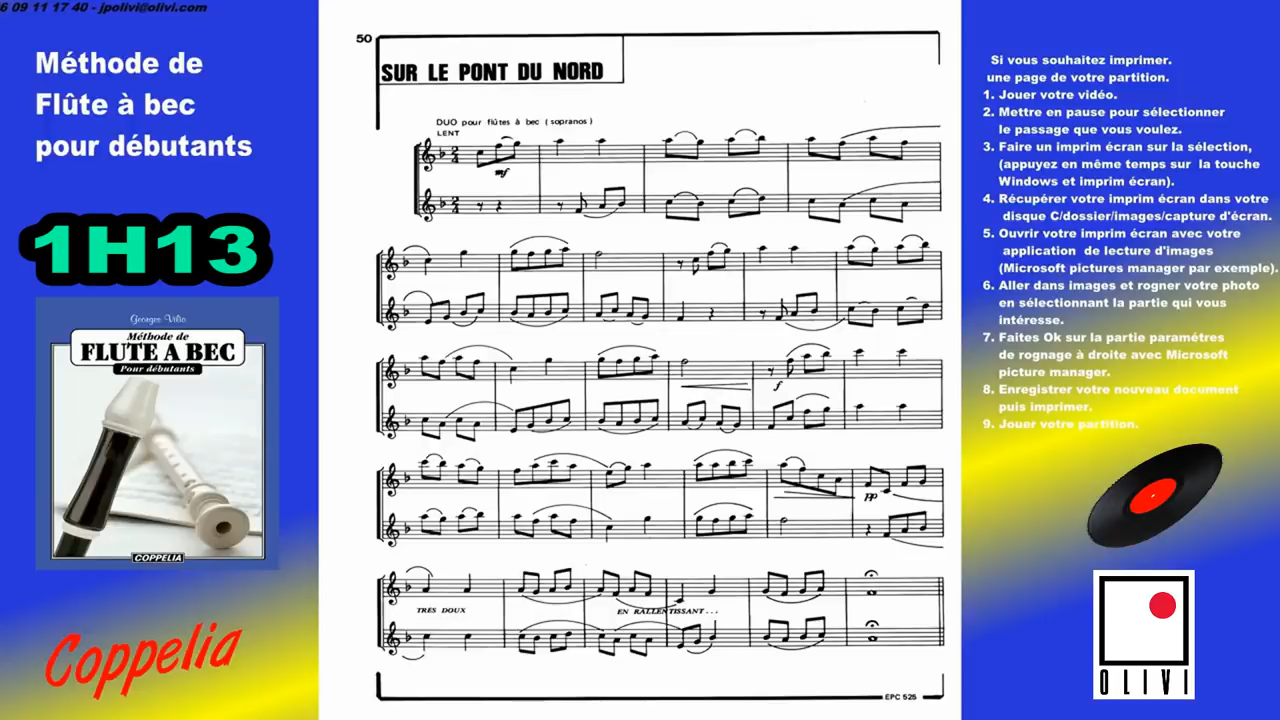 6 09 11 17 40 - jpolivi@olivi.com
Méthode de
Flûte à bec
pour débutants
1H13
Georges Vilio
Méthode de
FLUTE A BEC
Pour débutants
COPPELIA
Coppelia
50
SUR LE PONT DU NORD
DUO pour flûtes à bec (sopranos)
LENT
mf
f
pp
TRES DOUX
EN RALLENTISSANT...
EPC 525
Si vous souhaitez imprimer.
une page de votre partition.
1. Jouer votre vidéo.
2. Mettre en pause pour sélectionner
le passage que vous voulez.
3. Faire un imprim écran sur la sélection,
(appuyez en même temps sur la touche
Windows et imprim écran).
4. Récupérer votre imprim écran dans votre
disque C/dossier/images/capture d'écran.
5. Ouvrir votre imprim écran avec votre
application de lecture d'images
(Microsoft pictures manager par exemple).
6. Aller dans images et rogner votre photo
en sélectionnant la partie qui vous
intéresse.
7. Faites Ok sur la partie paramétres
de rognage à droite avec Microsoft
picture manager.
8. Enregistrer votre nouveau document
puis imprimer.
9. Jouer votre partition.
OLIVI